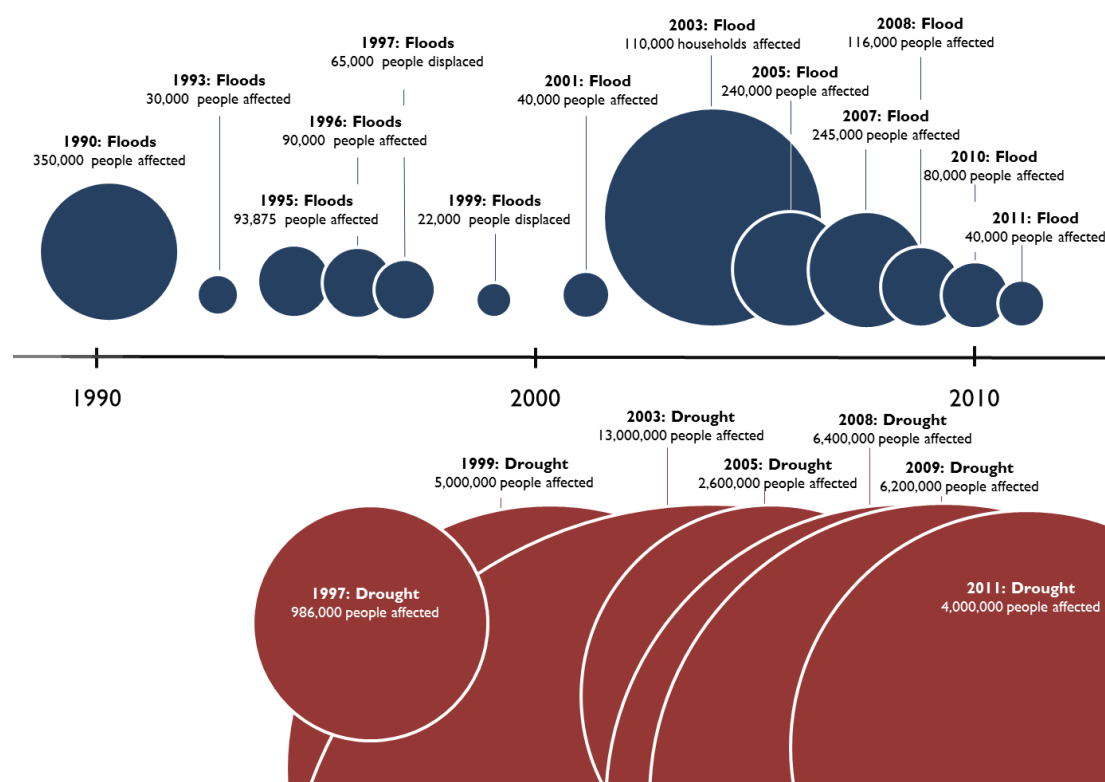 1990: Floods
350,000 people affected
1993: Floods
30,000 people affected
1995: Floods
93,875 people affected
1996: Floods
90,000 people affected
1997: Floods
65,000 people displaced
1999: Floods
22,000 people displaced
2001: Flood
40,000 people affected
2003: Flood
110,000 households affected
2005: Flood
240,000 people affected
2007: Flood
245,000 people affected
2008: Flood
116,000 people affected
2010: Flood
80,000 people affected
2011: Flood
40,000 people affected
1990
2000
2010
1997: Drought
986,000 people affected
1999: Drought
5,000,000 people affected
2003: Drought
13,000,000 people affected
2005: Drought
2,600,000 people affected
2008: Drought
6,400,000 people affected
2009: Drought
6,200,000 people affected
2011: Drought
4,000,000 people affected